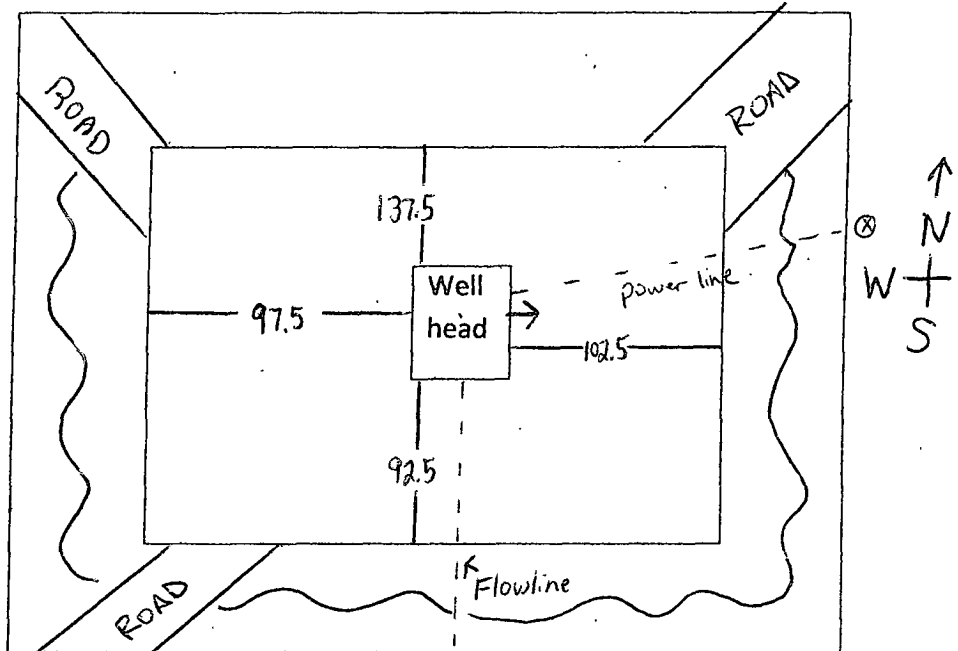 ROAD
ROAD
137.5
N
Well
head
power line
W
S
97.5
102.5
92.5
Flowline
ROAD